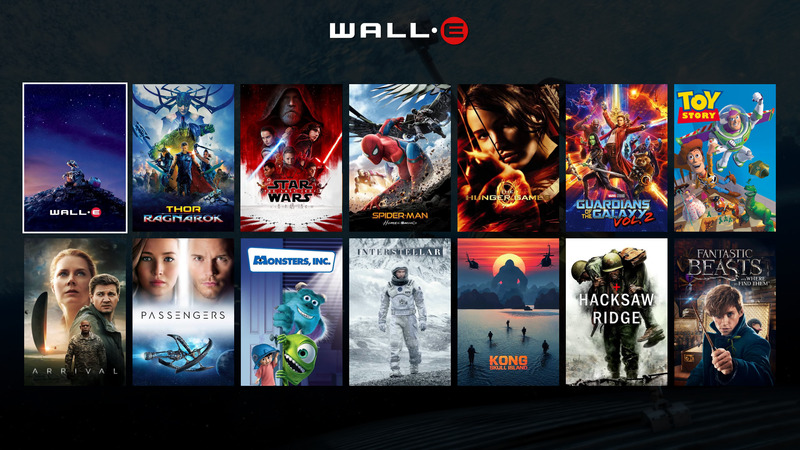 WALL·E
WALL·E
THOR
RAGNAROK
STAR
WARS
SPIDER-MAN
HOMECOMING
THE
HUNGER GAMES
GUARDIANS
OF THE GALAXY
VOL. 2
TOY
STORY
ARRIVAL
PASSENGERS
MONSTERS, INC.
INTERSTELLAR
KONG
SKULL ISLAND
HACKSAW
RIDGE
FANTASTIC
BEASTS
AND WHERE
TO FIND THEM